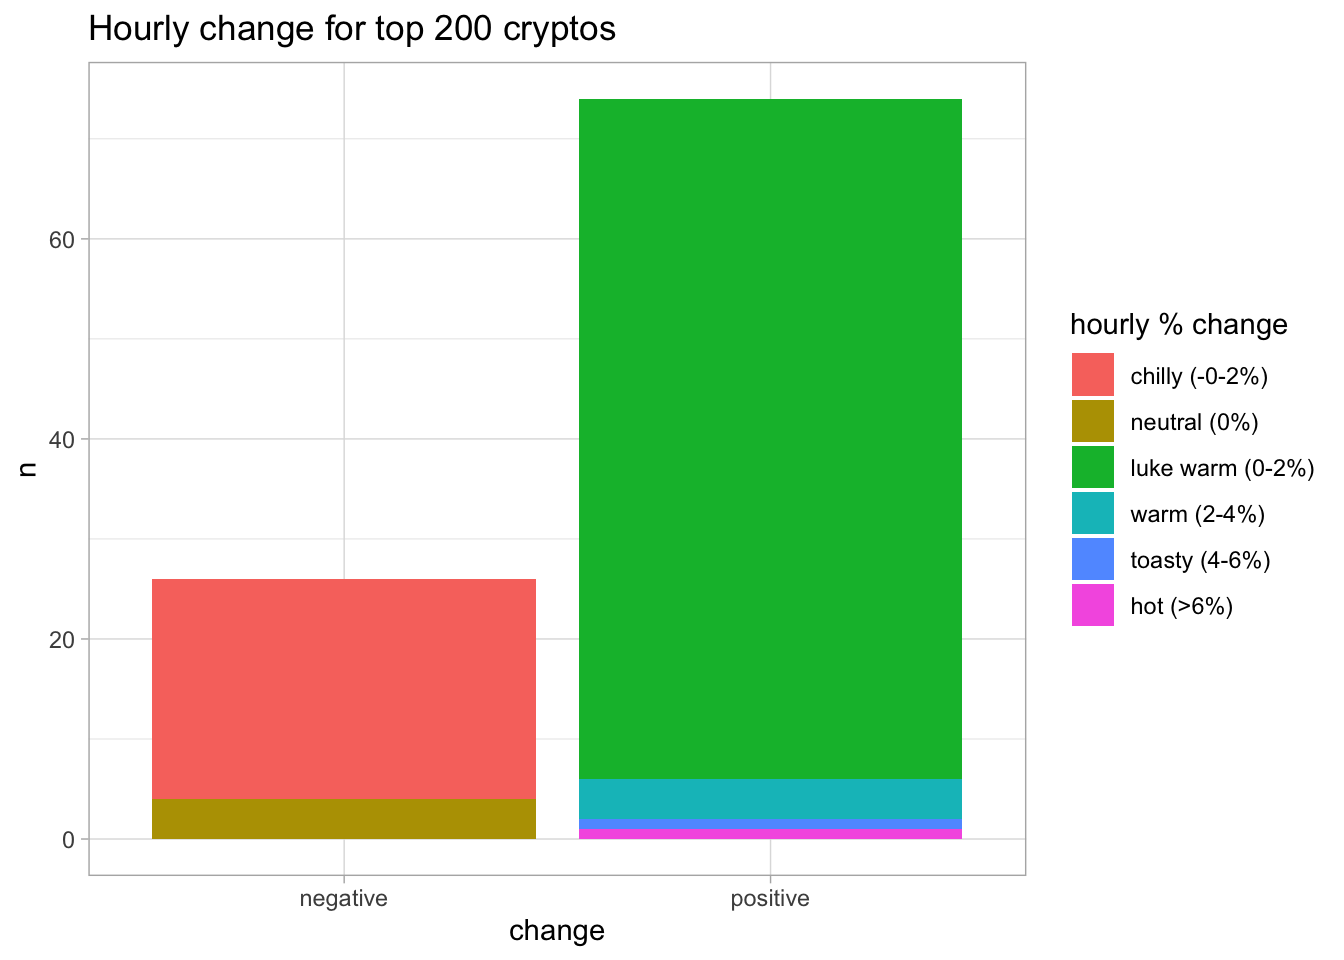 Hourly change for top 200 cryptos
n
60
40
20
0
negative
positive
change
hourly % change
chilly (-0-2%)
neutral (0%)
luke warm (0-2%)
warm (2-4%)
toasty (4-6%)
hot (>6%)